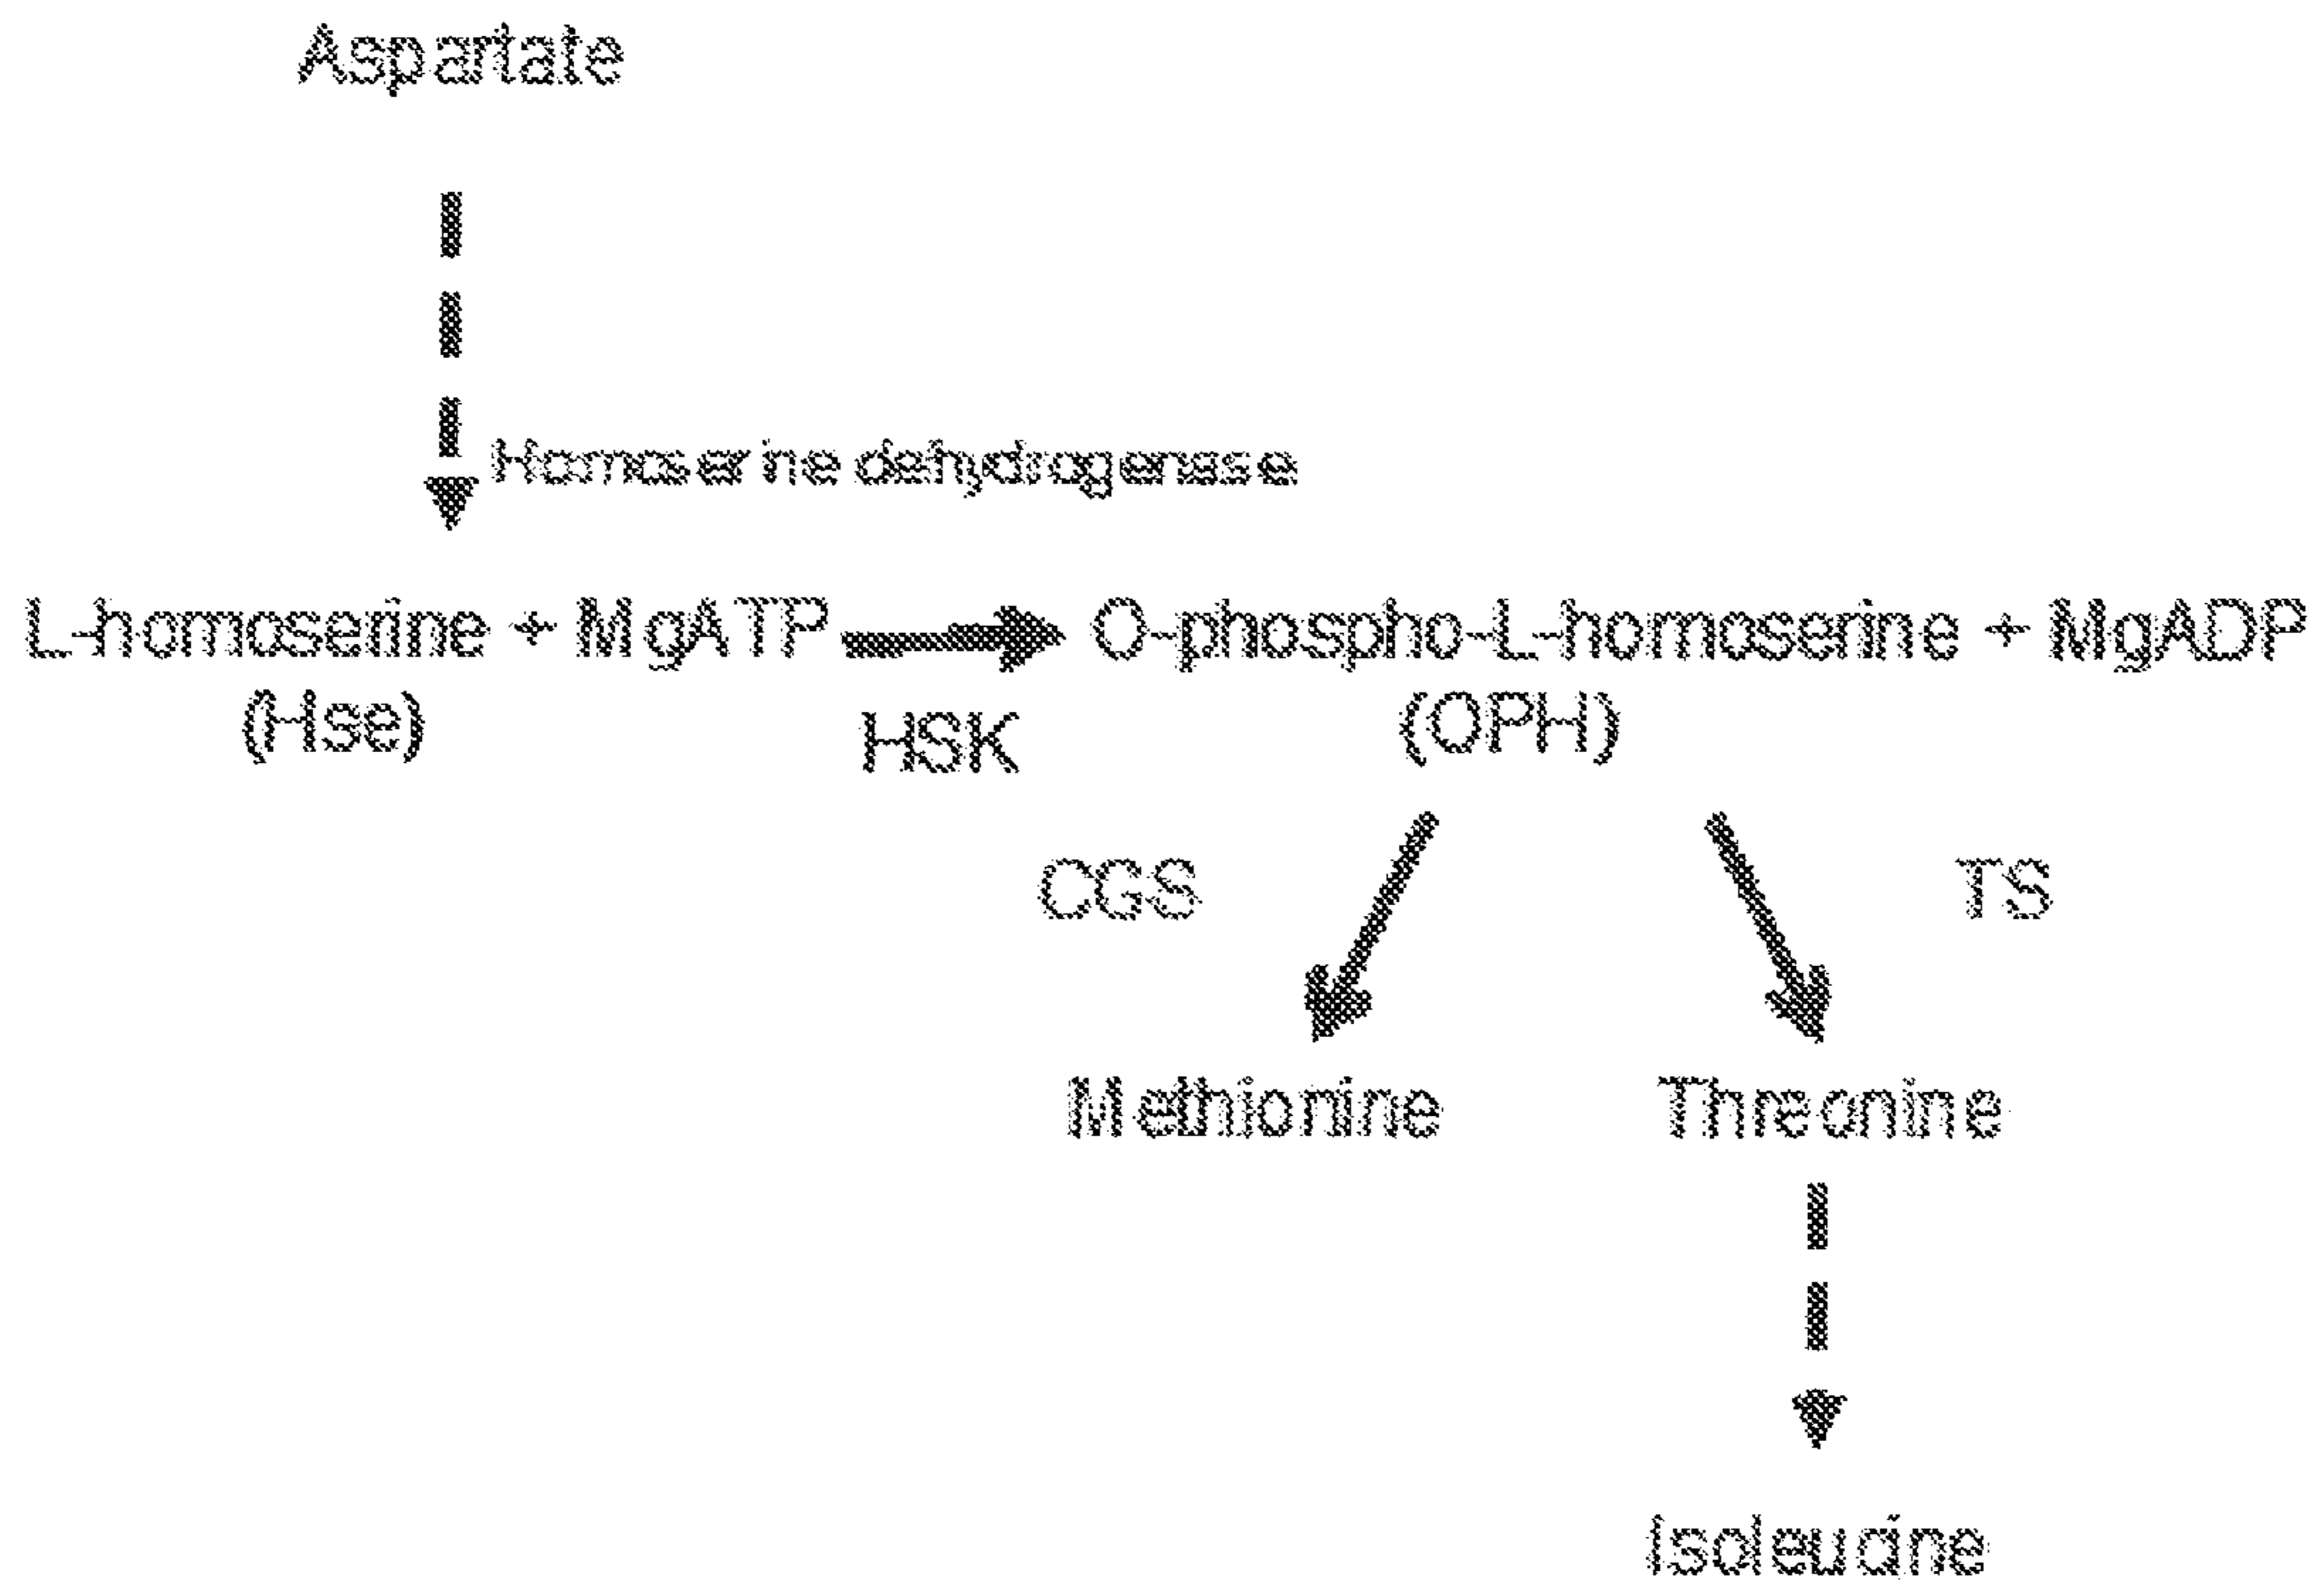 Aspartate
Homoserine dehydrogenase
L-homoserine + MgATP O-phospho-L-homoserine + MgADP
(Hse) HSK (OPH)
CGS TS
Methionine Threonine
Isoleucine